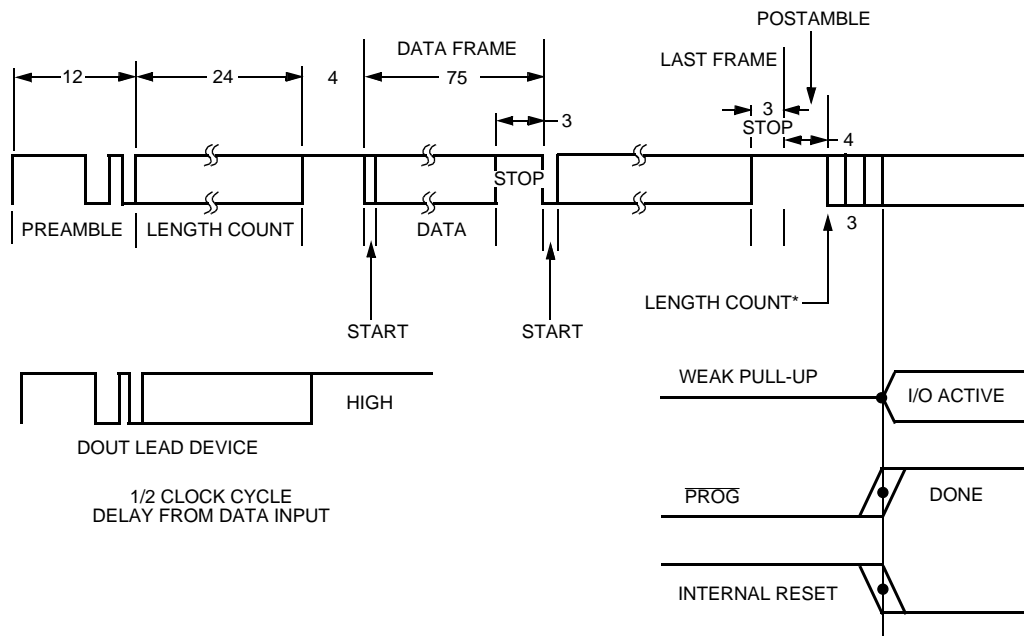 POSTAMBLE
DATA FRAME
LAST FRAME
12
24
4
75
3
3
STOP
4
STOP
PREAMBLE
LENGTH COUNT
DATA
3
LENGTH COUNT*
START
START
WEAK PULL-UP
I/O ACTIVE
HIGH
DOUT LEAD DEVICE
1/2 CLOCK CYCLE
DELAY FROM DATA INPUT
PROG
DONE
INTERNAL RESET